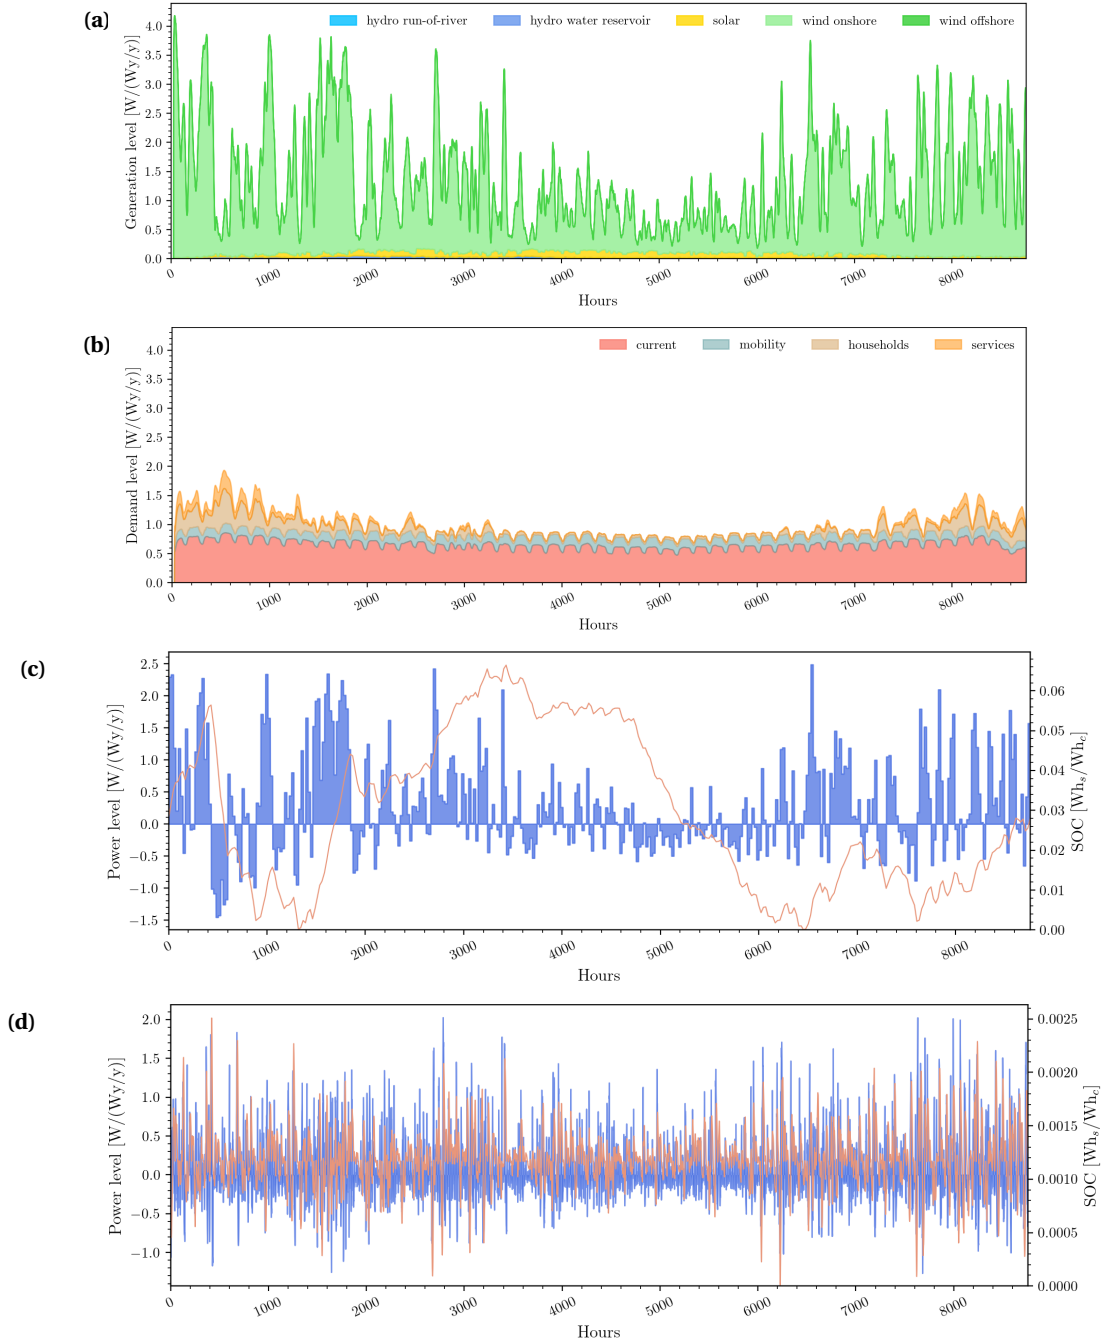 (a)
hydro run-of-river hydro water reservoir solar wind onshore wind offshore
Generation level [W/(Wy/y)]
4.0
3.5
3.0
2.5
2.0
1.5
1.0
0.5
0.0
0 1000 2000 3000 4000 5000 6000 7000 8000
Hours
(b)
current mobility households services
Demand level [W/(Wy/y)]
4.0
3.5
3.0
2.5
2.0
1.5
1.0
0.5
0.0
0 1000 2000 3000 4000 5000 6000 7000 8000
Hours
(c)
Power level [W/(Wy/y)]
2.5
2.0
1.5
1.0
0.5
0.0
−0.5
−1.0
−1.5
0.06
0.05
0.04
0.03
0.02
0.01
0.00
SOC [Whs/Whc]
0 1000 2000 3000 4000 5000 6000 7000 8000
Hours
(d)
Power level [W/(Wy/y)]
2.0
1.5
1.0
0.5
0.0
−0.5
−1.0
0.0025
0.0020
0.0015
0.0010
0.0005
0.0000
SOC [Whs/Whc]
0 1000 2000 3000 4000 5000 6000 7000 8000
Hours